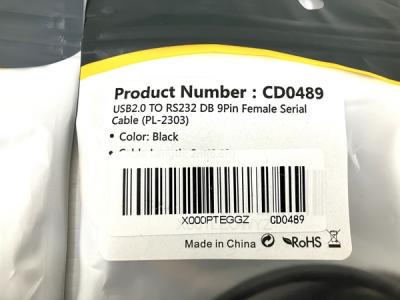 Product Number : CD0489
USB2.0 TO RS232 DB 9Pin Female Serial
Cable (PL-2303)
• Color: Black
X000PTEGGZ CD0489
Made in China RoHS